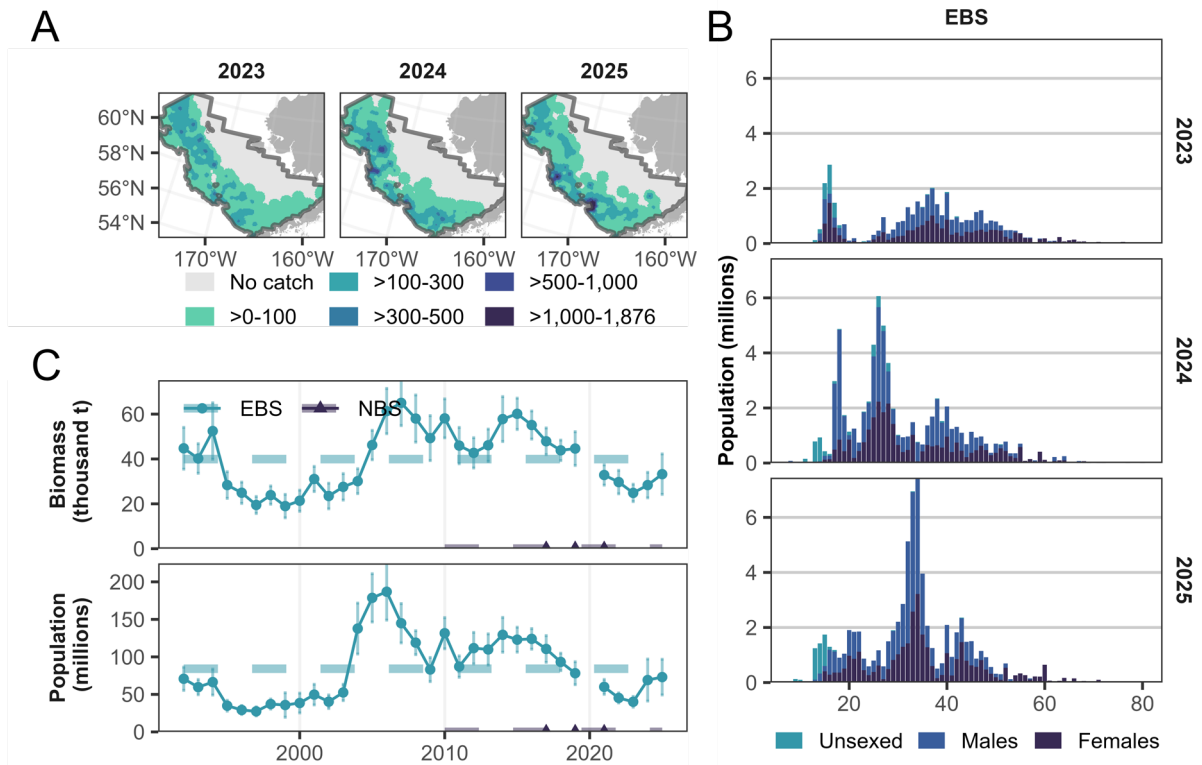 A
2023
2024
2025
60°N
58°N
56°N
54°N
170°W
160°W
170°W
160°W
170°W
160°W
No catch
>100-300
>500-1,000
>0-100
>300-500
>1,000-1,876
B
EBS
6
4
2
0
2023
6
4
2
0
2024
6
4
2
0
2025
Population (millions)
20
40
60
80
Unsexed
Males
Females
C
EBS
NBS
60
40
20
0
Biomass
(thousand t)
200
150
100
50
0
Population
(millions)
2000
2010
2020